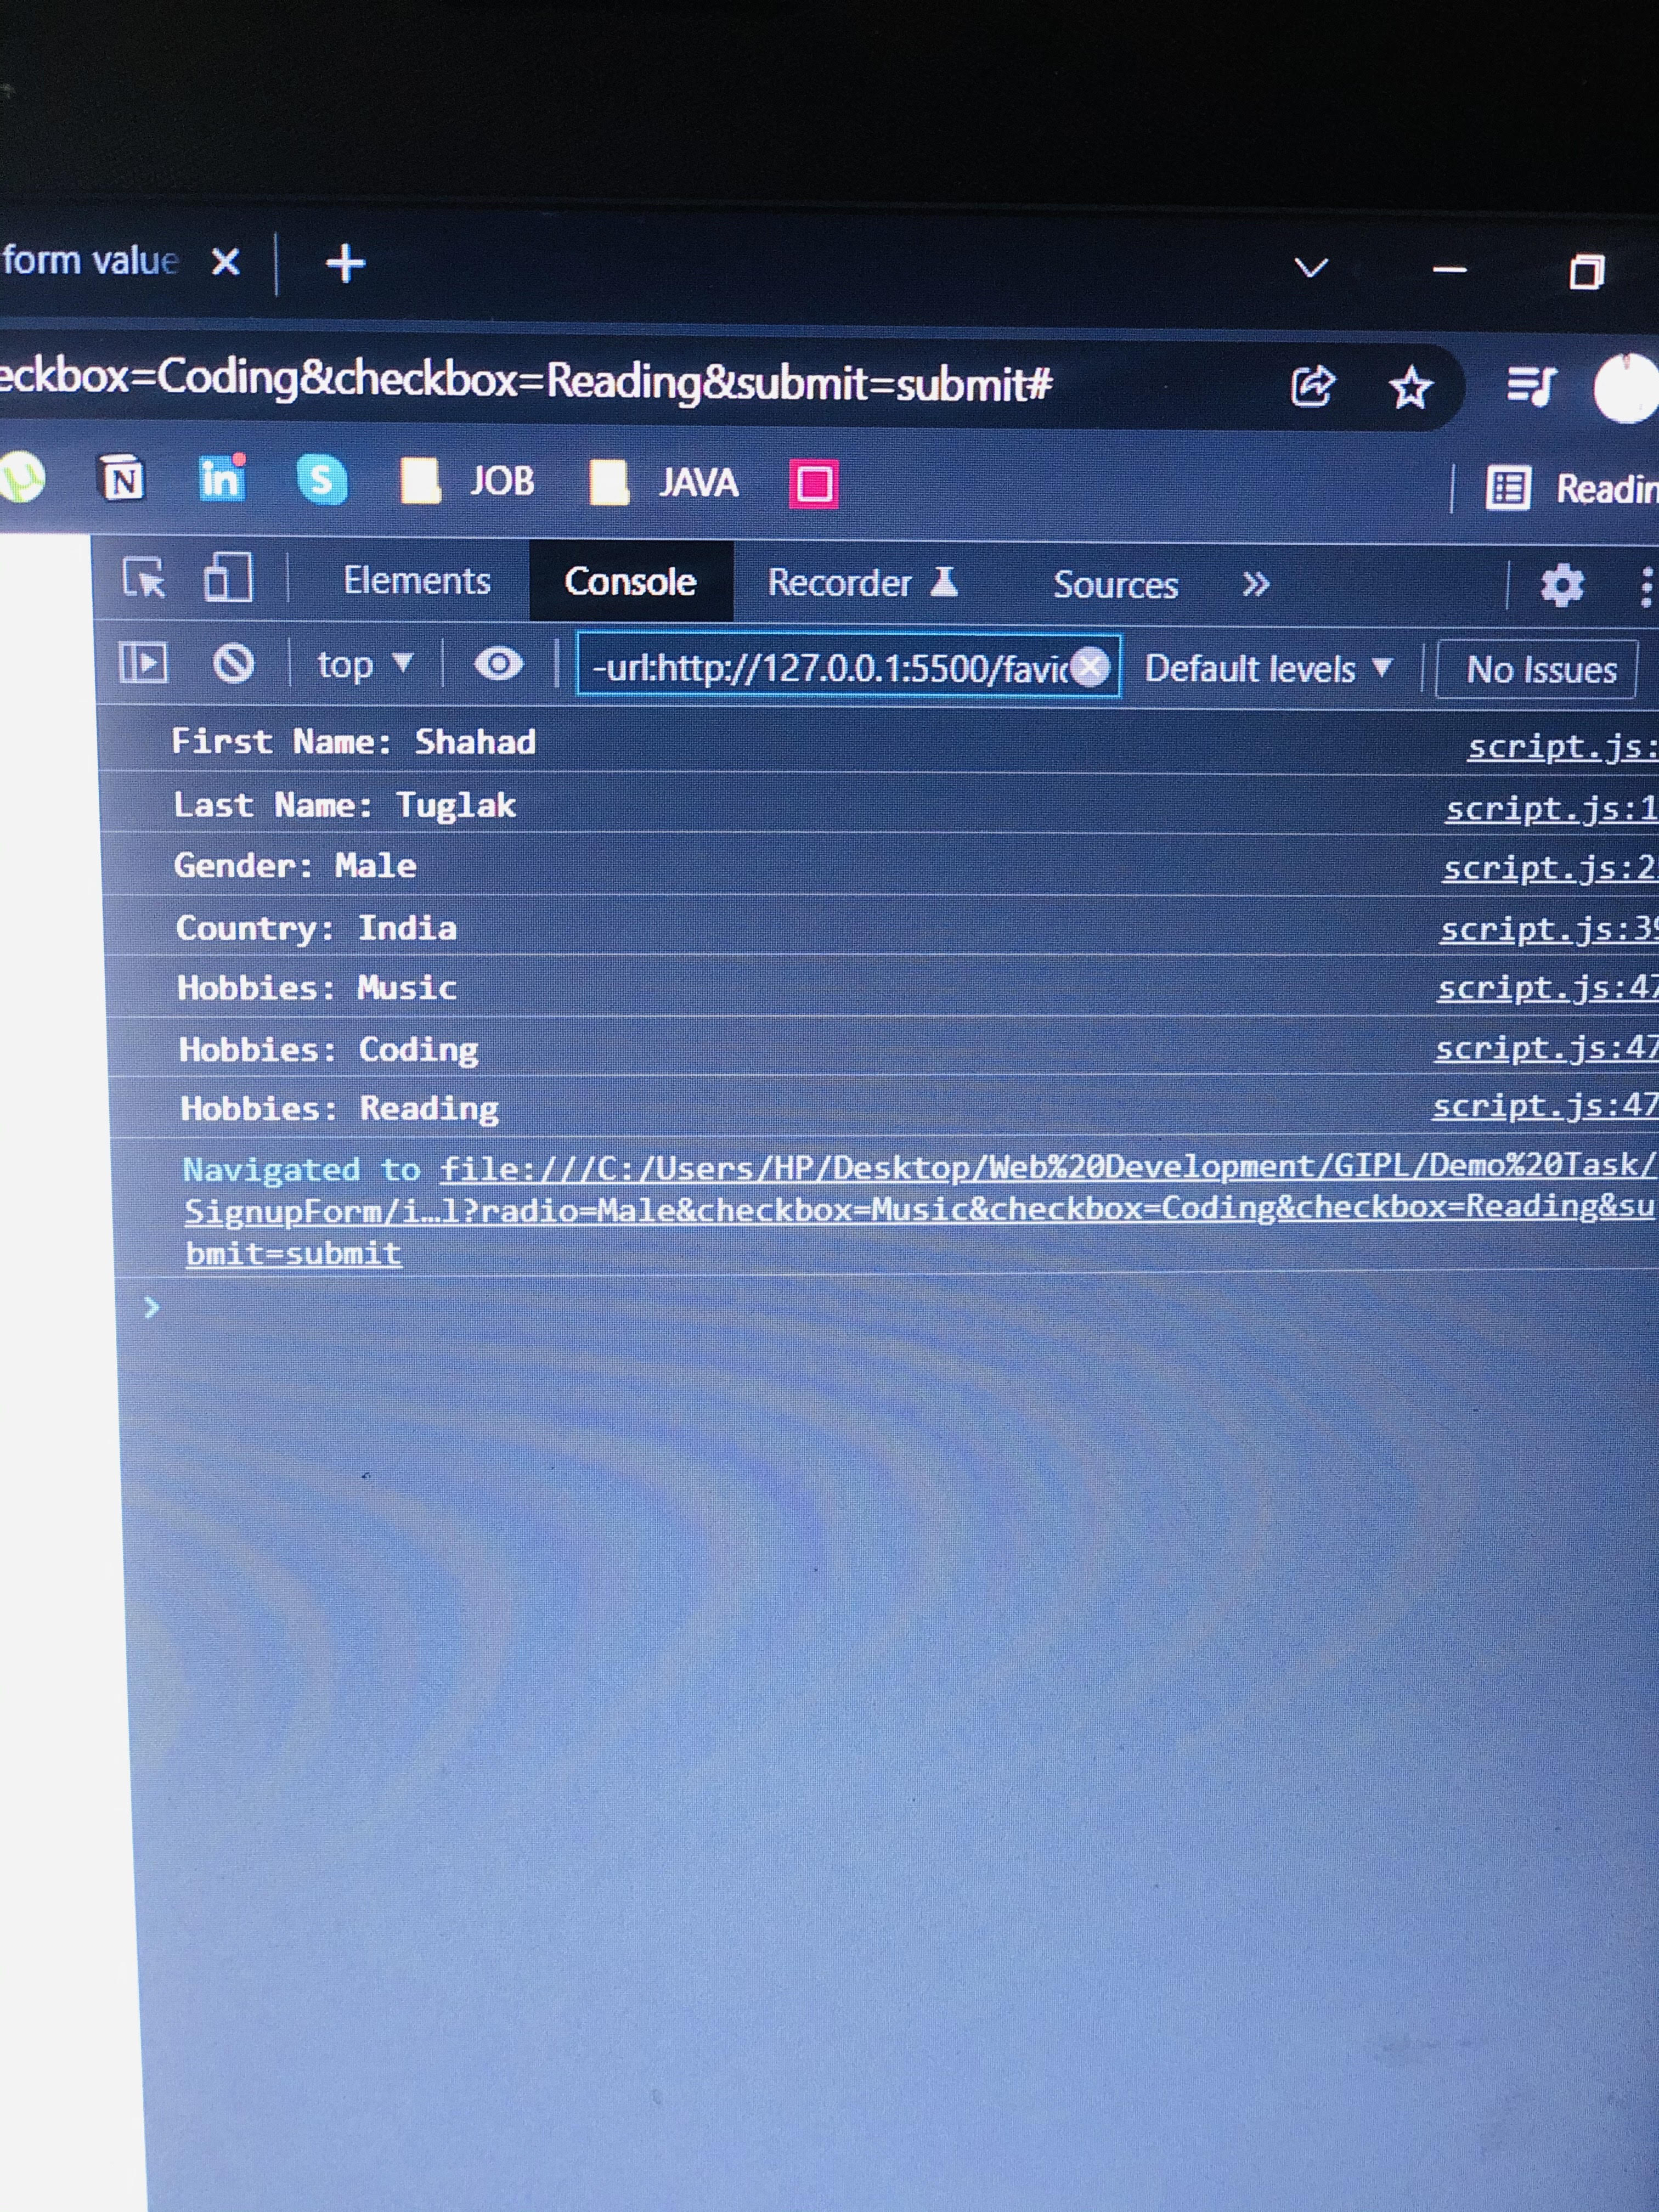 form value
eckbox=Coding&checkbox=Reading&submit=submit#
JOB JAVA Readin
Elements Console Recorder Sources
top -url:http://127.0.0.1:5500/favic Default levels No Issues
First Name: Shahad script.js:
Last Name: Tuglak script.js:1
Gender: Male script.js:2
Country: India script.js:39
Hobbies: Music script.js:47
Hobbies: Coding script.js:47
Hobbies: Reading script.js:47
Navigated to file:///C:/Users/HP/Desktop/Web%20Development/GIPL/Demo%20Task/
SignupForm/i…l?radio=Male&checkbox=Music&checkbox=Coding&checkbox=Reading&su
bmit=submit